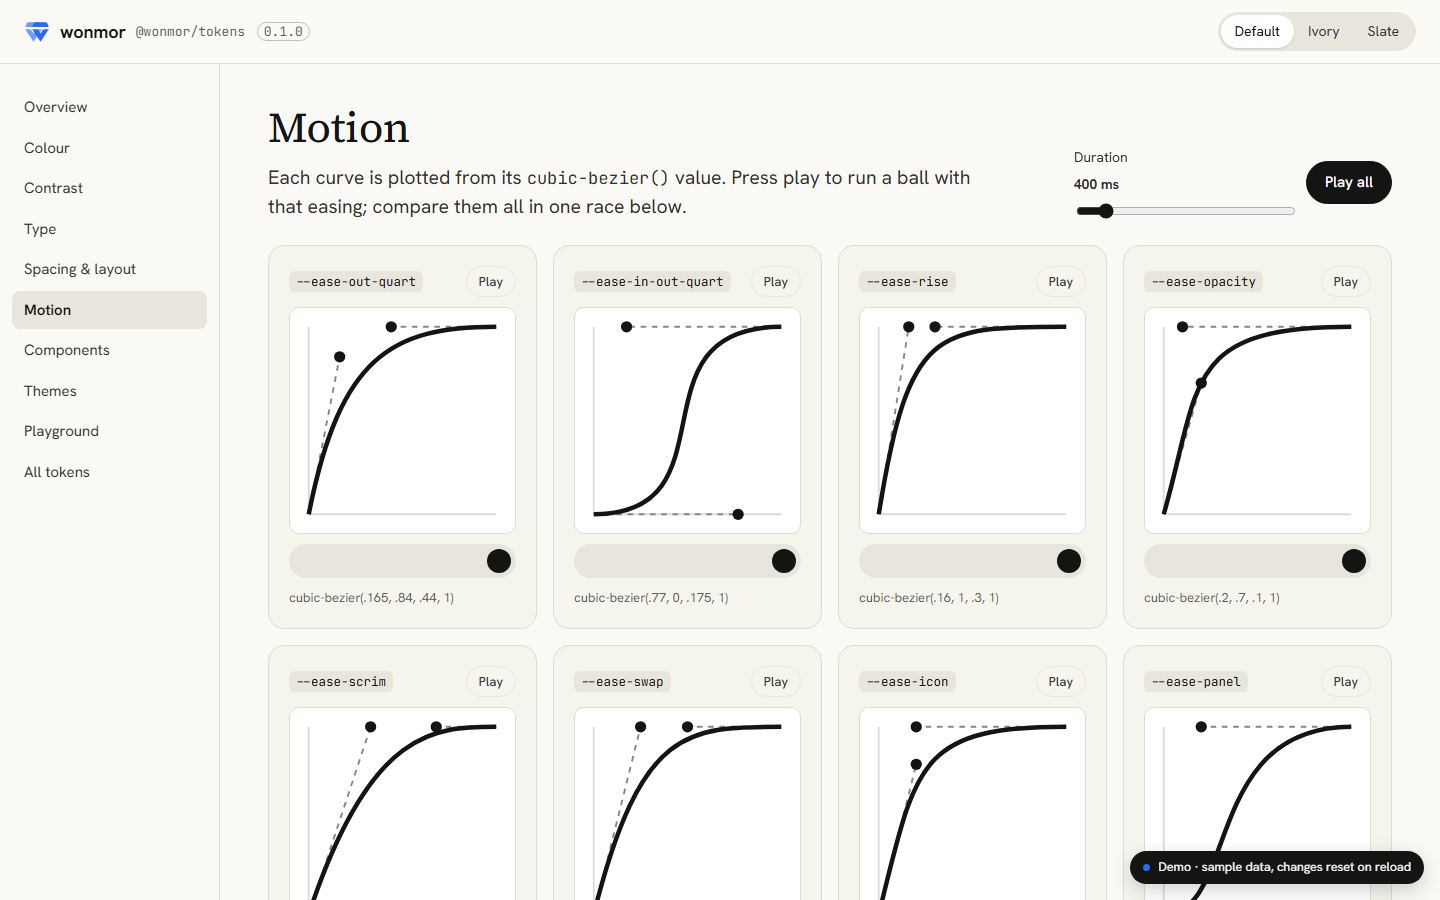 wonmor @wonmor/tokens 0.1.0
Default Ivory Slate
Overview
Colour
Contrast
Type
Spacing & layout
Motion
Components
Themes
Playground
All tokens
Motion
Each curve is plotted from its cubic-bezier() value. Press play to run a ball with
that easing; compare them all in one race below.
Duration
400 ms
Play all
--ease-out-quart Play
cubic-bezier(.165, .84, .44, 1)
--ease-in-out-quart Play
cubic-bezier(.77, 0, .175, 1)
--ease-rise Play
cubic-bezier(.16, 1, .3, 1)
--ease-opacity Play
cubic-bezier(.2, .7, .1, 1)
--ease-scrim Play
--ease-swap Play
--ease-icon Play
--ease-panel Play
Demo · sample data, changes reset on reload